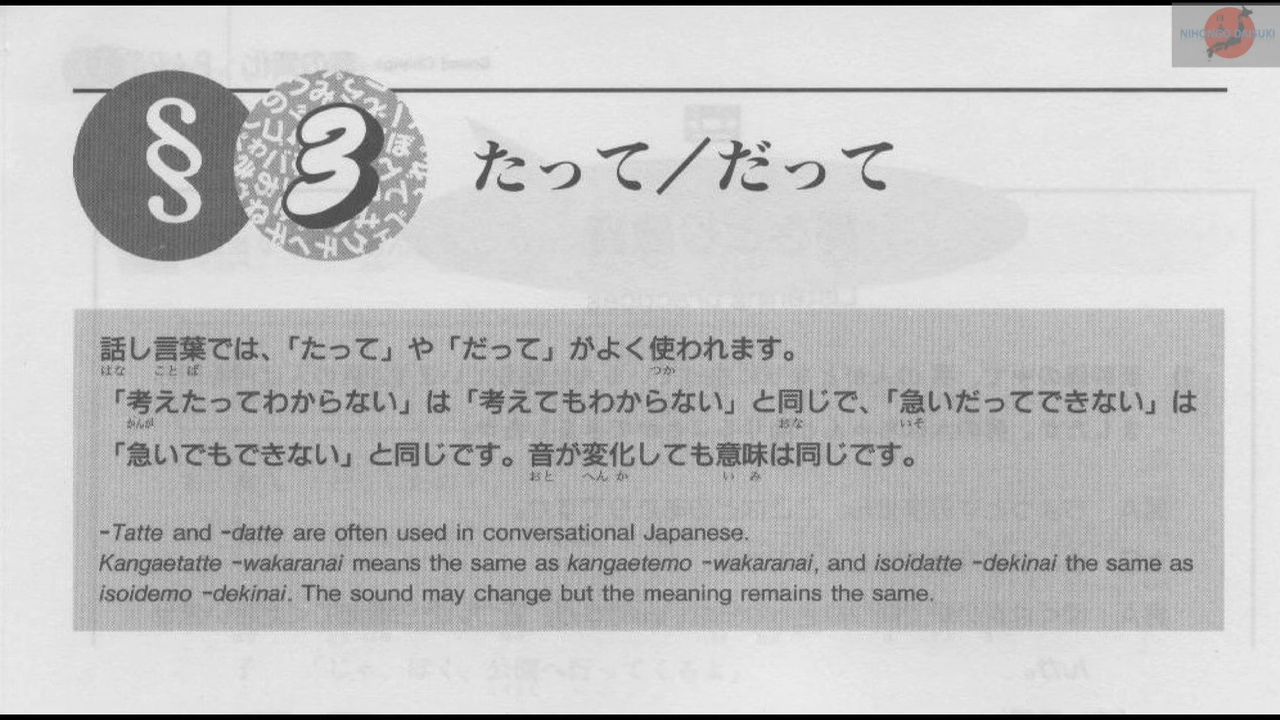 NIHONGO DAISUKI
§3 たって／だって
話し言葉では、「たって」や「だって」がよく使われます。
はな ことば つか
「考えたってわからない」は「考えてもわからない」と同じで、「急いだってできない」は
かんが おな いそ
「急いでもできない」と同じです。音が変化しても意味は同じです。
おと へんか いみ
-Tatte and -datte are often used in conversational Japanese.
Kangaetatte -wakaranai means the same as kangaetemo -wakaranai, and isoidatte -dekinai the same as
isoidemo -dekinai. The sound may change but the meaning remains the same.